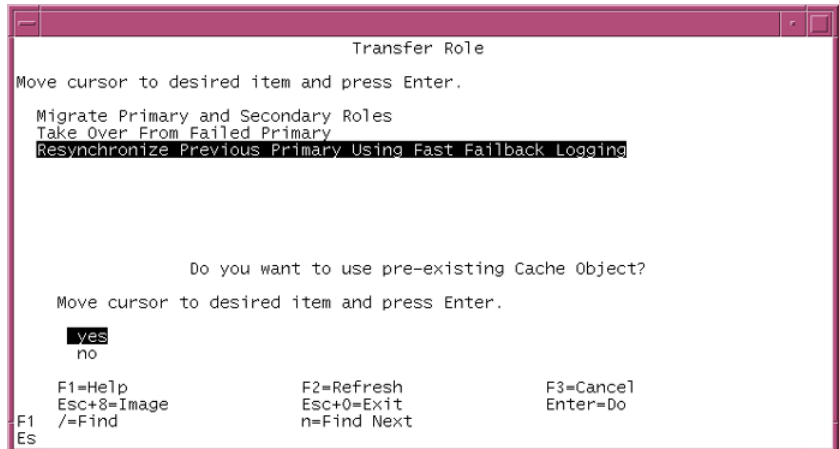 Transfer Role
Move cursor to desired item and press Enter.
Migrate Primary and Secondary Roles
Take Over From Failed Primary
Resynchronize Previous Primary Using Fast Failback Logging
Do you want to use pre-existing Cache Object?
Move cursor to desired item and press Enter.
yes
no
F1=Help F2=Refresh F3=Cancel
Esc+8=Image Esc+0=Exit Enter=Do
F1 /=Find n=Find Next
Es